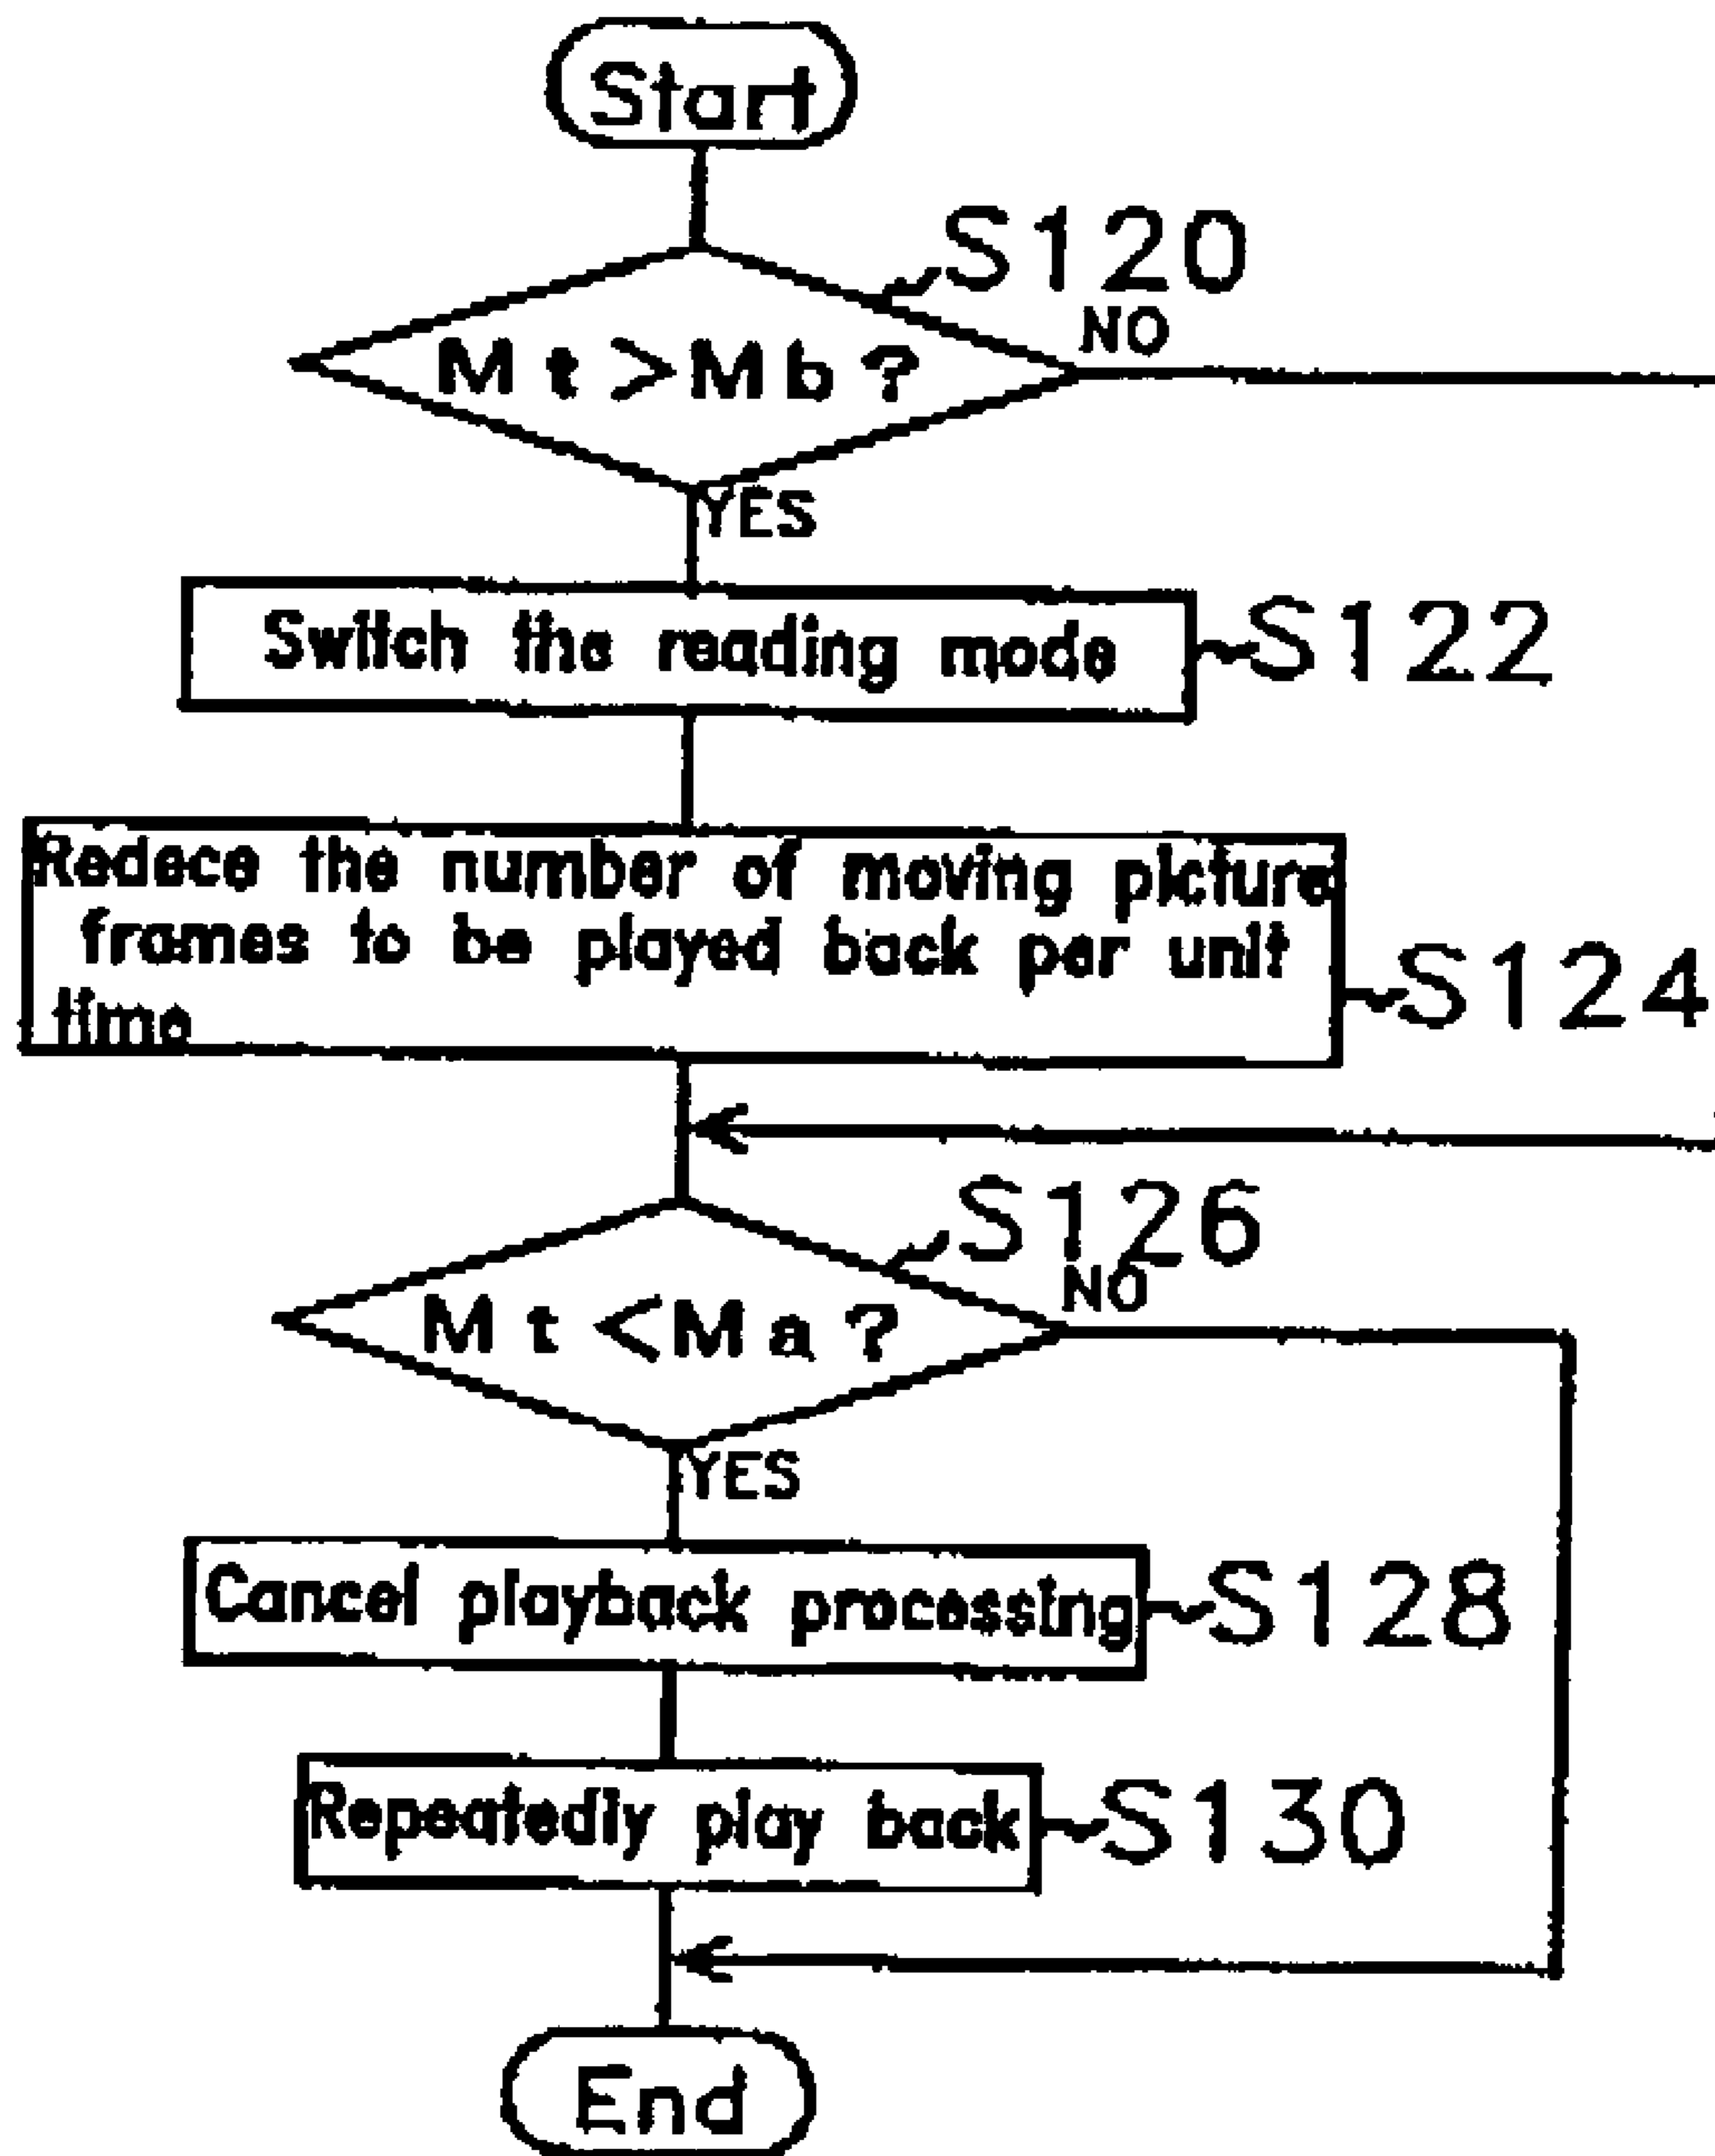 Start
S120
Mt>Mb?
NO
YES
Switch the reading mode
S122
Redece the number of moving picture
frames to be played back per unit
time
S124
S126
Mt<Ma?
NO
YES
Cancel playback processing
S128
Repeatedly play back
S130
End